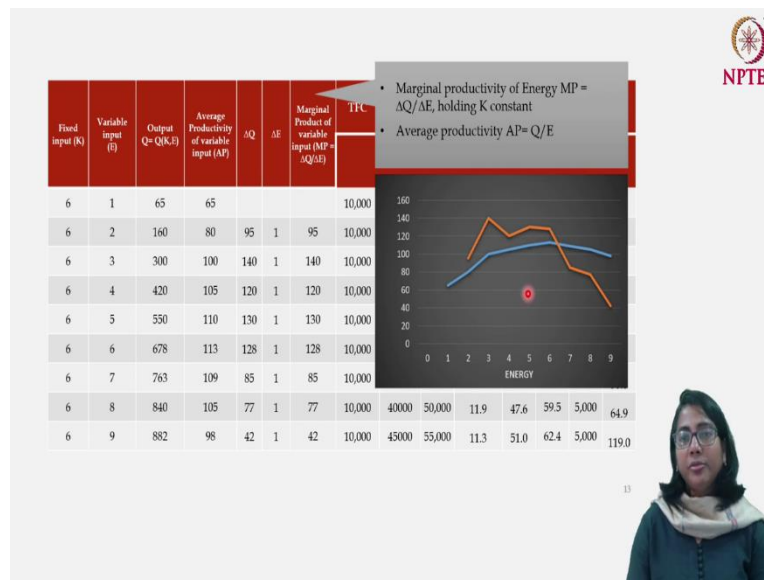 NPTE
• Marginal productivity of Energy MP =
ΔQ/ΔE, holding K constant
• Average productivity AP= Q/E
Fixed input (K) Variable input (E) Output Q= Q(K,E) Average Productivity of variable input (AP) ΔQ ΔE Marginal Product of variable input (MP = ΔQ/ΔE) TFC
6 1 65 65 10,000
6 2 160 80 95 1 95 10,000
6 3 300 100 140 1 140 10,000
6 4 420 105 120 1 120 10,000
6 5 550 110 130 1 130 10,000
6 6 678 113 128 1 128 10,000
6 7 763 109 85 1 85 10,000
6 8 840 105 77 1 77 10,000 40000 50,000 11.9 47.6 59.5 5,000 64.9
6 9 882 98 42 1 42 10,000 45000 55,000 11.3 51.0 62.4 5,000 119.0
160
140
120
100
80
60
40
20
0
0 1 2 3 4 5 6 7 8 9
ENERGY
13